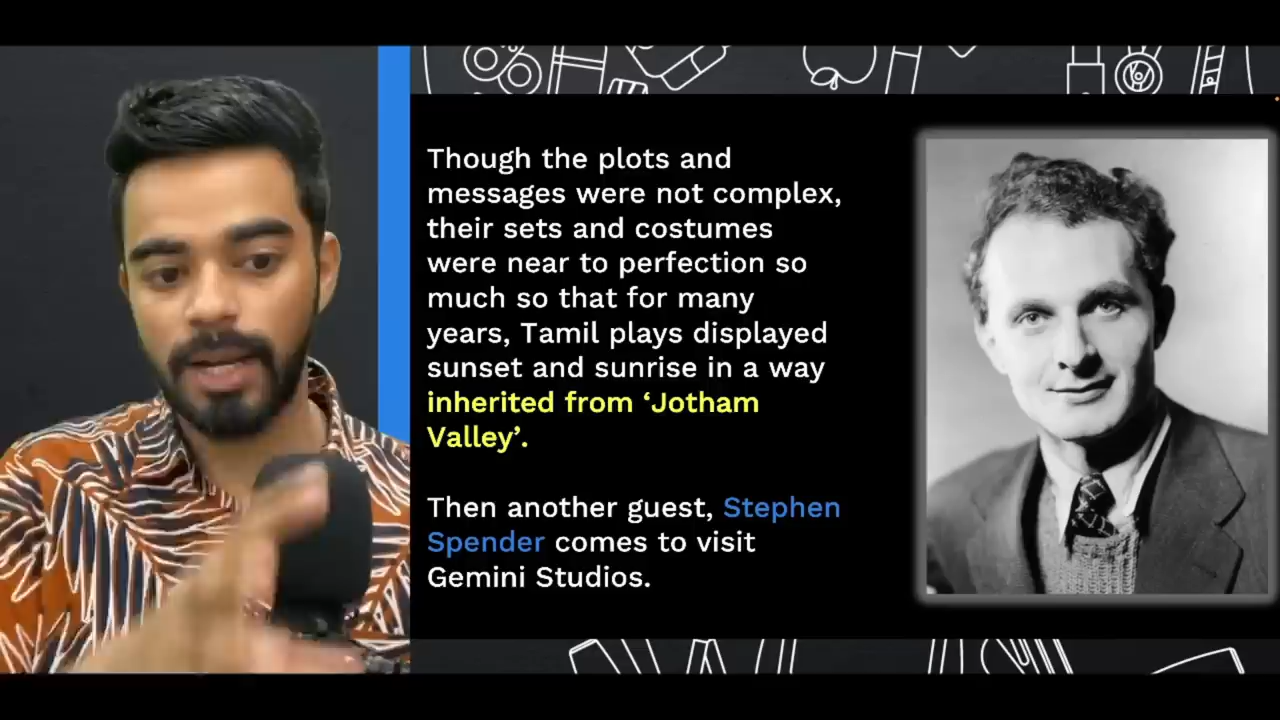 Though the plots and
messages were not complex,
their sets and costumes
were near to perfection so
much so that for many
years, Tamil plays displayed
sunset and sunrise in a way
inherited from ‘Jotham
Valley’.
Then another guest, Stephen
Spender comes to visit
Gemini Studios.